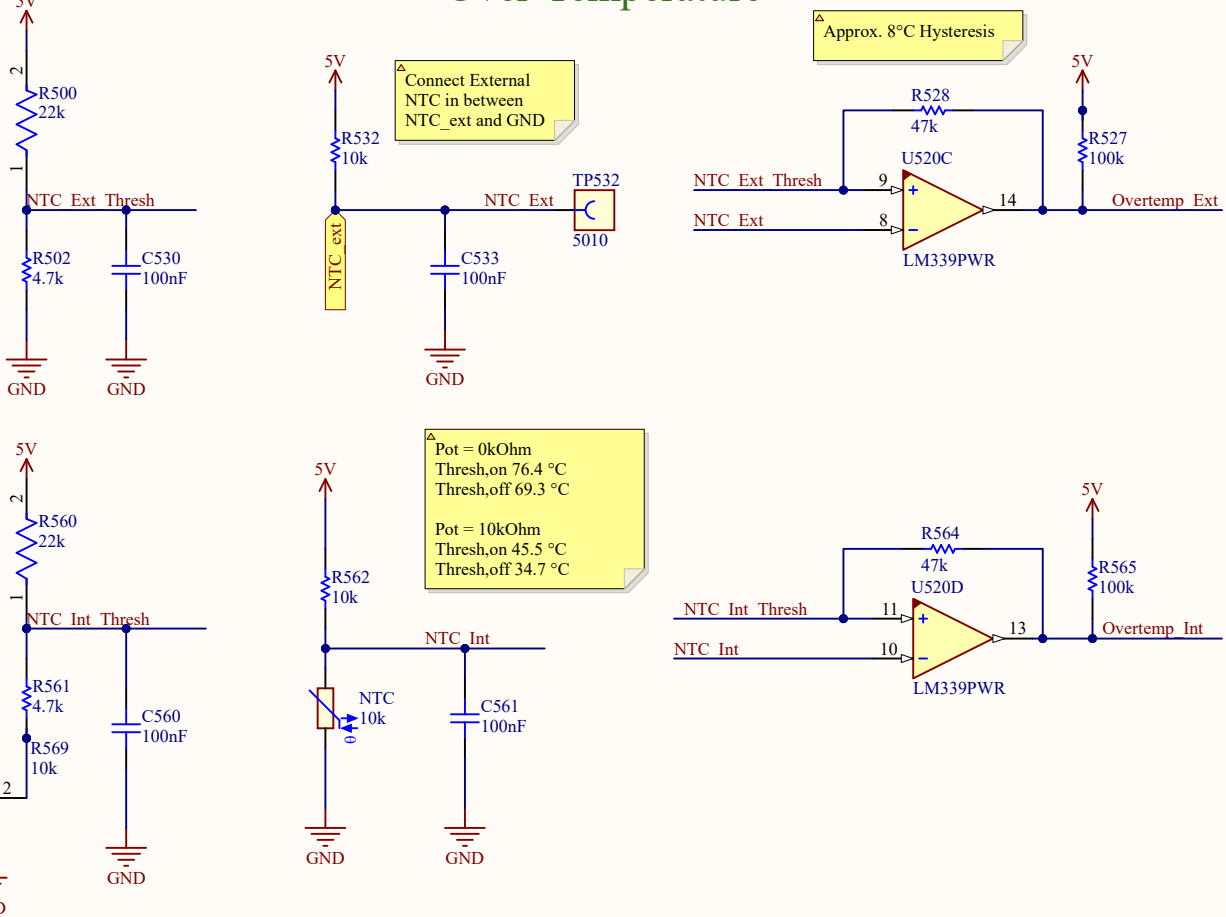 Over Temperature
5V
2
R500
22k
1
NTC_Ext_Thresh
R502
4.7k
C530
100nF
GND
GND
5V
R532
10k
Connect External
NTC in between
NTC_ext and GND
NTC_Ext
TP532
5010
NTC_ext
C533
100nF
GND
Approx. 8°C Hysteresis
5V
R528
47k
R527
100k
U520C
NTC_Ext_Thresh
9
NTC_Ext
8
14
Overtemp_Ext
LM339PWR
5V
2
R560
22k
1
NTC_Int_Thresh
R561
4.7k
R569
10k
2
C560
100nF
GND
5V
R562
10k
Pot = 0kOhm
Thresh,on 76.4 °C
Thresh,off 69.3 °C
Pot = 10kOhm
Thresh,on 45.5 °C
Thresh,off 34.7 °C
NTC_Int
NTC
10k
θ
C561
100nF
GND
GND
5V
R564
47k
R565
100k
U520D
NTC_Int_Thresh
11
NTC_Int
10
13
Overtemp_Int
LM339PWR